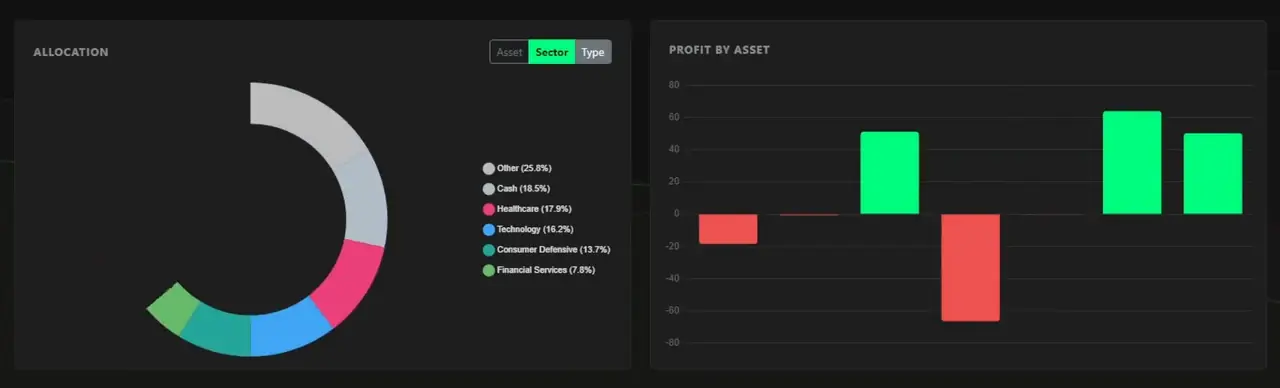 ALLOCATION
Asset Sector Type
Other (25.8%)
Cash (18.5%)
Healthcare (17.9%)
Technology (16.2%)
Consumer Defensive (13.7%)
Financial Services (7.8%)
PROFIT BY ASSET
80
60
40
20
0
-20
-40
-60
-80